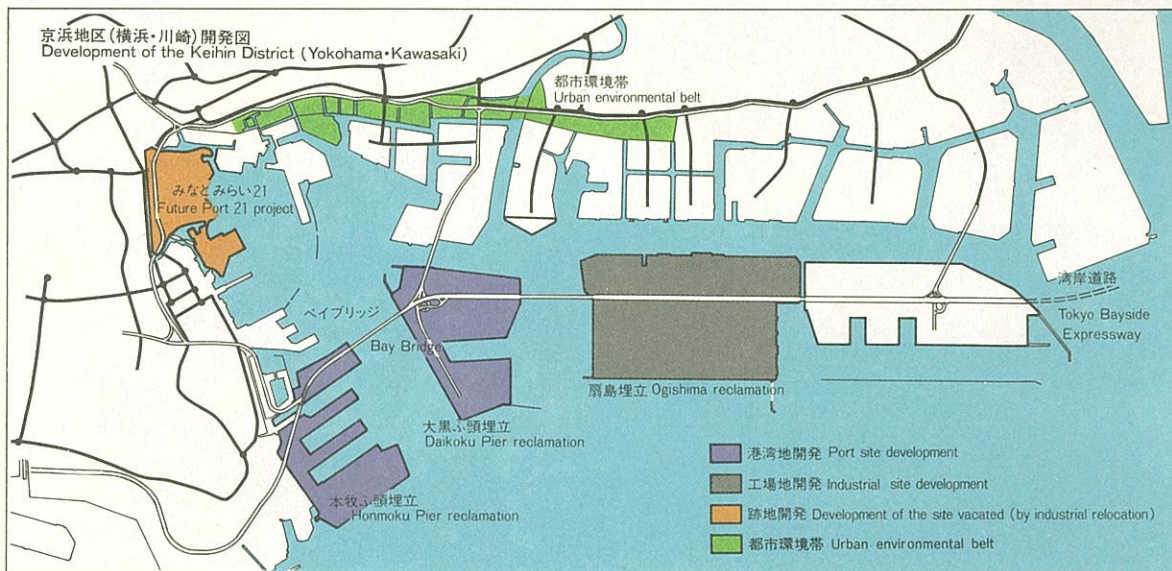 京浜地区(横浜・川崎)開発図
Development of the Keihin District (Yokohama・Kawasaki)
都市環境帯
Urban environmental belt
みなとみらい21
Future Port 21 project
ベイブリッジ
Bay Bridge
湾岸道路
Tokyo Bayside
Expressway
扇島埋立 Ogishima reclamation
大黒ふ頭埋立
Daikoku Pier reclamation
本牧ふ頭埋立
Honmoku Pier reclamation
港湾地開発 Port site development
工場地開発 Industrial site development
跡地開発 Development of the site vacated (by industrial relocation)
都市環境帯 Urban environmental belt